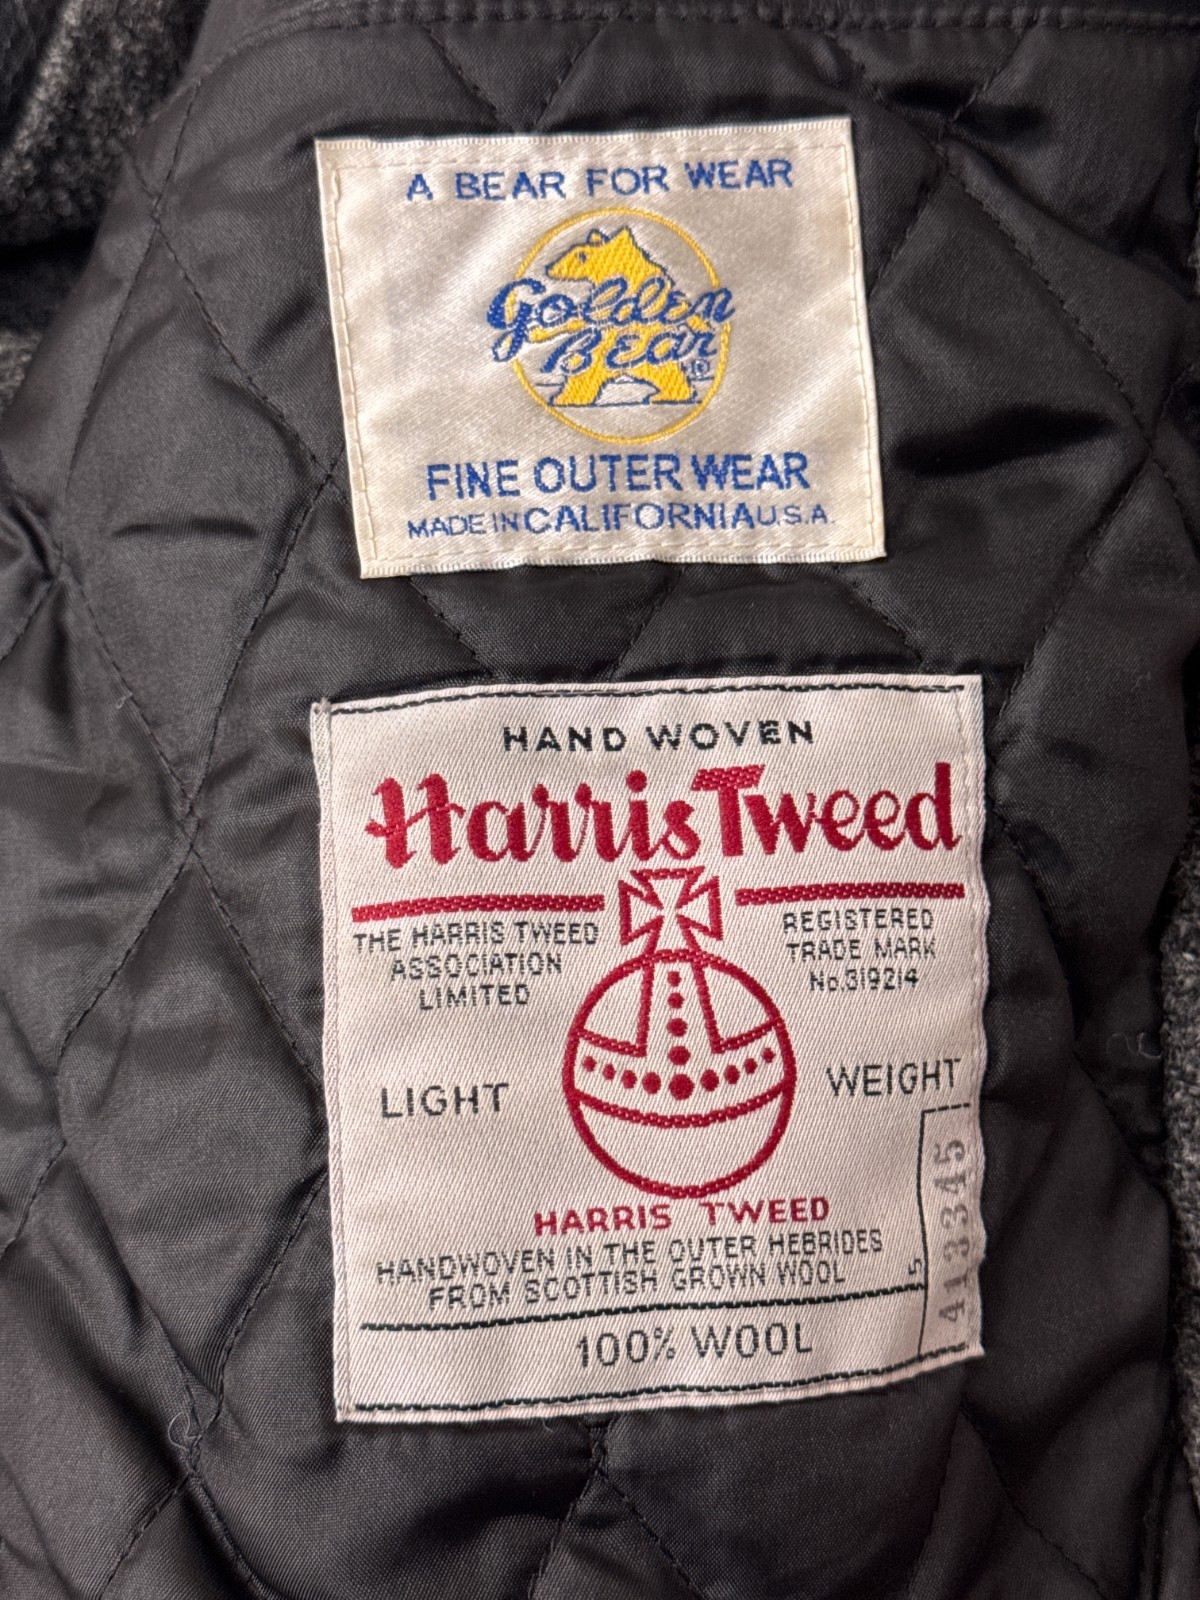 A BEAR FOR WEAR
Golden
Bear®
FINE OUTERWEAR
MADE IN CALIFORNIA U.S.A.
HAND WOVEN
Harris Tweed
THE HARRIS TWEED
ASSOCIATION
LIMITED
REGISTERED
TRADE MARK
No.319214
LIGHT WEIGHT
HARRIS TWEED
HANDWOVEN IN THE OUTER HEBRIDES
FROM SCOTTISH GROWN WOOL
100% WOOL
5
413345